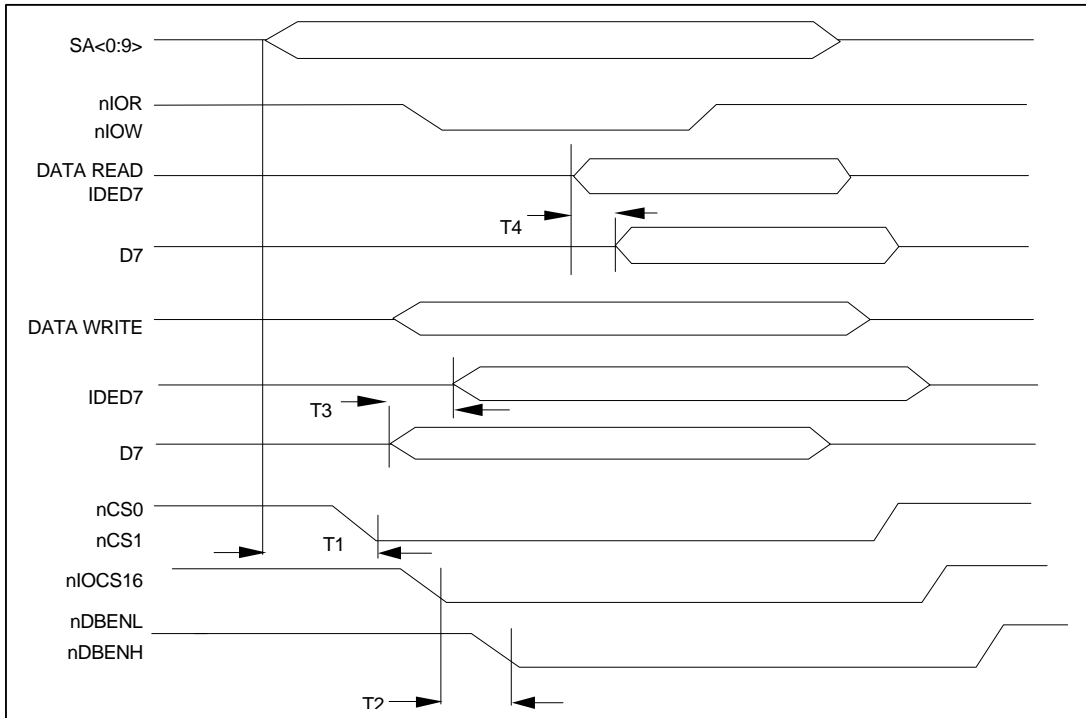 SA<0:9>
nIOR
nIOW
DATA READ
IDED7
T4
D7
DATA WRITE
IDED7
T3
D7
nCS0
nCS1
T1
nIOCS16
nDBENL
nDBENH
T2